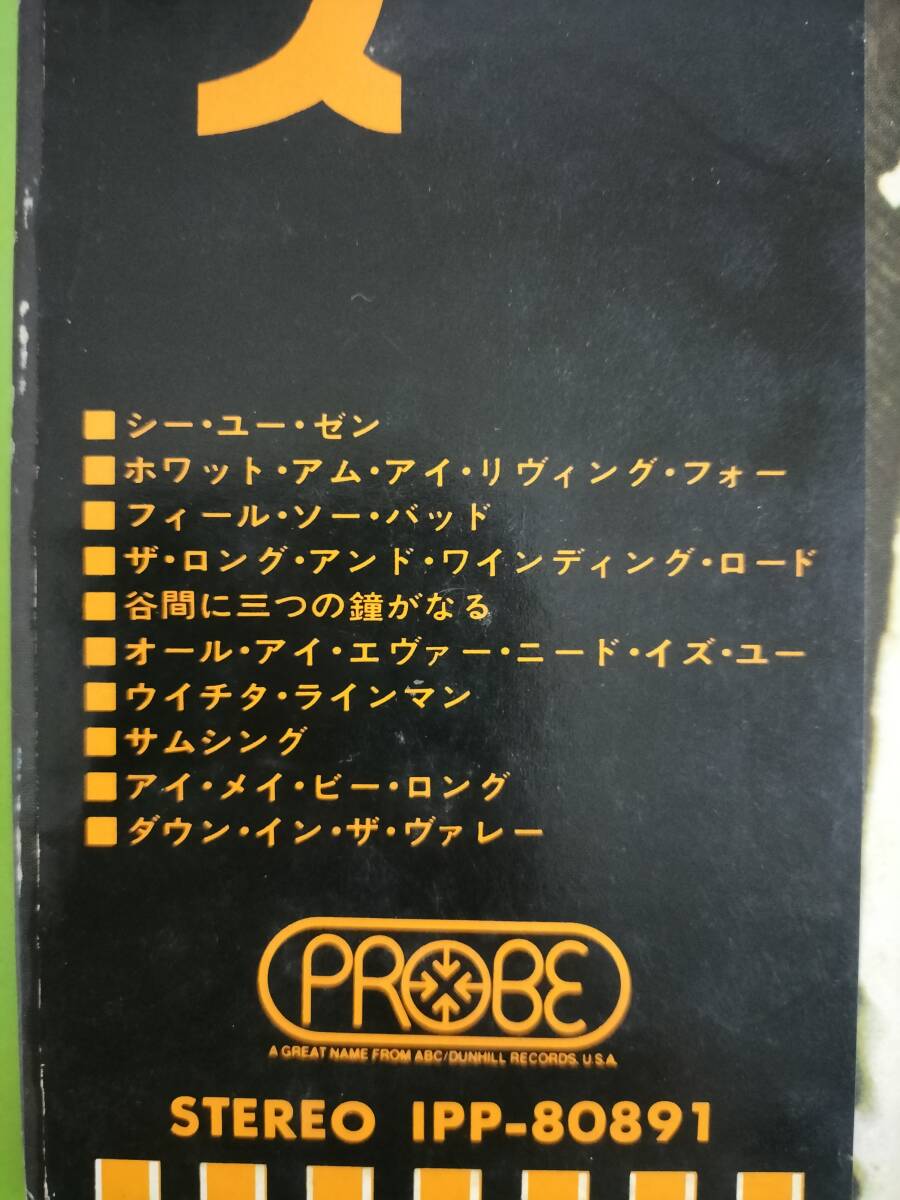 ■シー・ユー・ゼン
■ホワット・アム・アイ・リヴィング・フォー
■フィール・ソー・バッド
■ザ・ロング・アンド・ワインディング・ロード
■谷間に三つの鐘がなる
■オール・アイ・エヴァー・ニード・イズ・ユー
■ウイチタ・ラインマン
■サムシング
■アイ・メイ・ビー・ロング
■ダウン・イン・ザ・ヴァレー
PROBE
A GREAT NAME FROM ABC/DUNHILL RECORDS. U.S.A.
STEREO IPP-80891